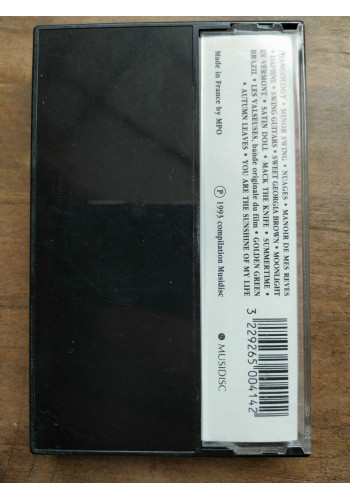 DJANGOLOGY • MINOR SWING • NUAGES • MANOIR DE MES REVES
• DAPHNE • SWING GUITARS • SWEET GEORGIA BROWN • MOONLIGHT
IN VERMONT • SATIN DOLL • MACK THE KNIFE • SUMMERTIME •
BRAZIL • LES VALSEUSES, bande originale du film • GOLDEN GREEN
• AUTUMN LEAVES • YOU ARE THE SUNSHINE OF MY LIFE
Made in France by MPO
℗ 1993 compilation Musidisc
MUSIDISC
3 229265 004142